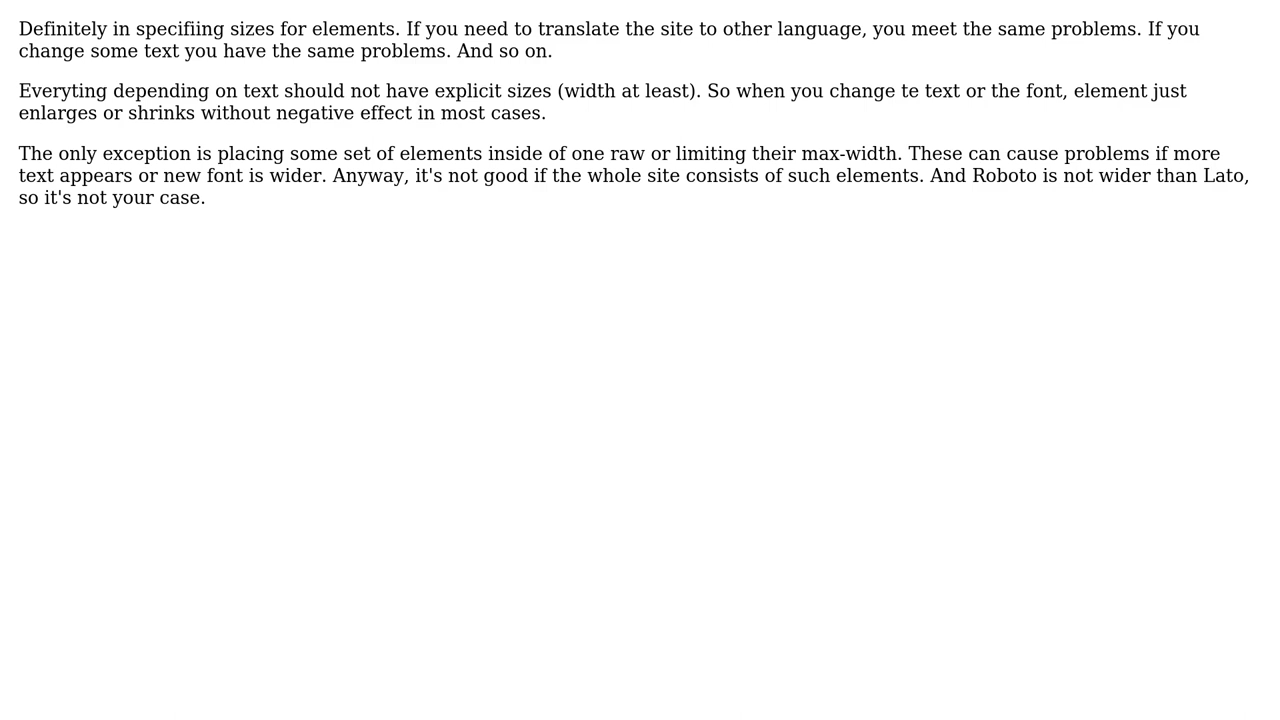 Definitely in specifiing sizes for elements. If you need to translate the site to other language, you meet the same problems. If you
change some text you have the same problems. And so on.
Everyting depending on text should not have explicit sizes (width at least). So when you change te text or the font, element just
enlarges or shrinks without negative effect in most cases.
The only exception is placing some set of elements inside of one raw or limiting their max-width. These can cause problems if more
text appears or new font is wider. Anyway, it's not good if the whole site consists of such elements. And Roboto is not wider than Lato,
so it's not your case.